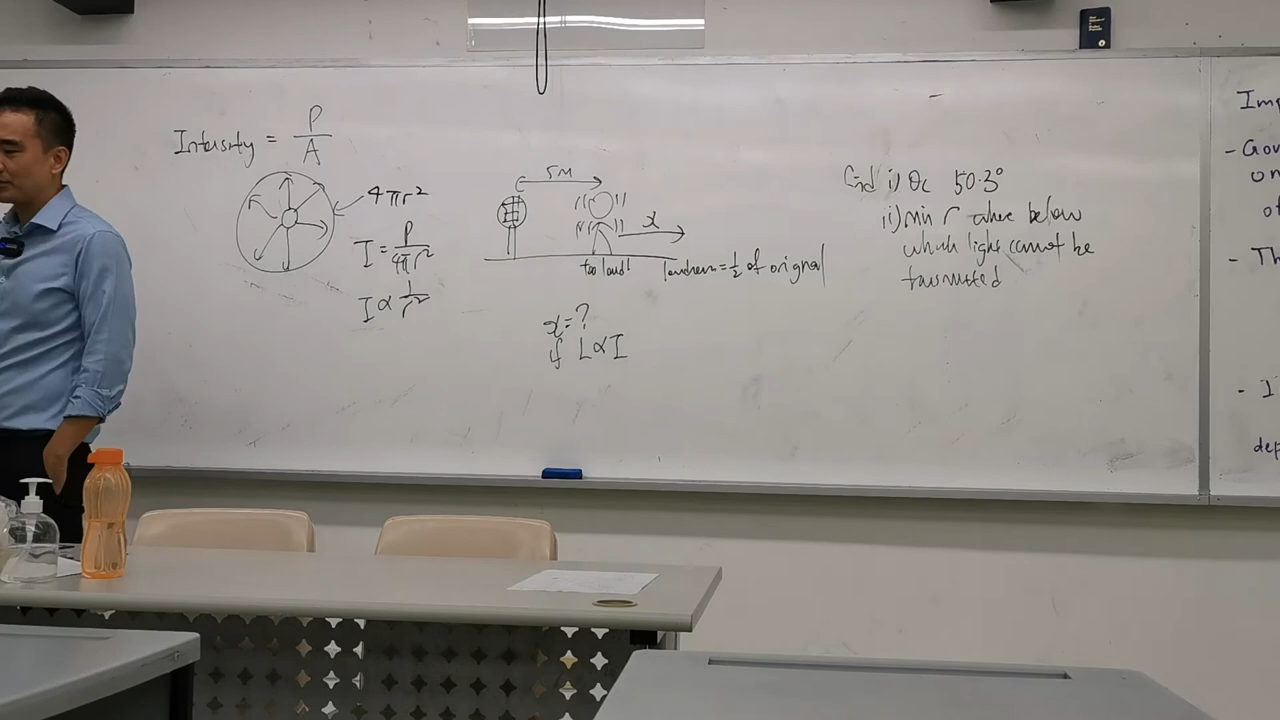 Intensity = P/A
4πr²
I = P/4πr²
I ∝ 1/r²
5M
x
too loud!
loudness = ½ of original
x = ?
if L ∝ I
Find i) θc 50.3°
ii) min r where below
which light cannot be
transmitted
Imp
- Gov
on
of
- Th
- I
dep